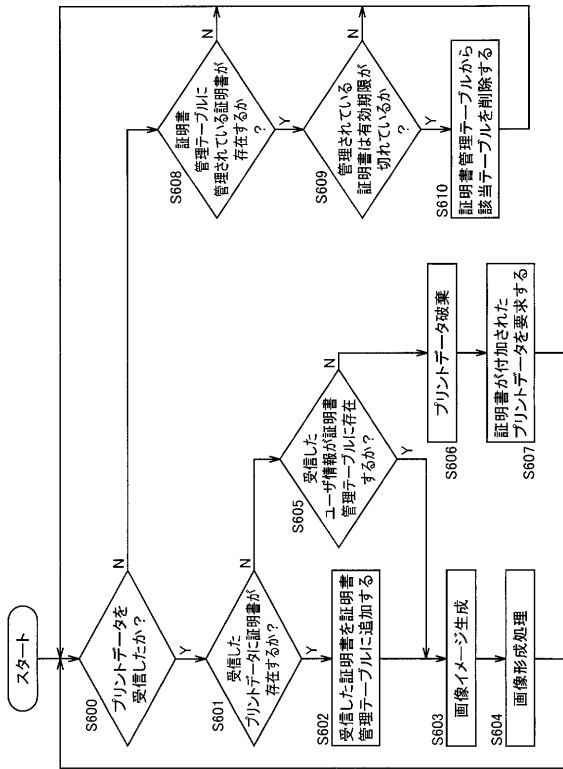 スタート
S600
プリントデータを
受信したか?
N
Y
S601
受信した
プリントデータに証明書が
存在するか?
N
Y
S602
受信した証明書を証明書
管理テーブルに追加する
S603
画像イメージ生成
S604
画像形成処理
S605
受信した
ユーザ情報が証明書
管理テーブルに存在
するか?
N
Y
S606
プリントデータ破棄
S607
証明書が付加された
プリントデータを要求する
S608
証明書
管理テーブルに
管理されている証明書が
存在するか
?
N
Y
S609
管理されている
証明書は有効期限が
切れているか
?
N
Y
S610
証明書管理テーブルから
該当テーブルを削除する